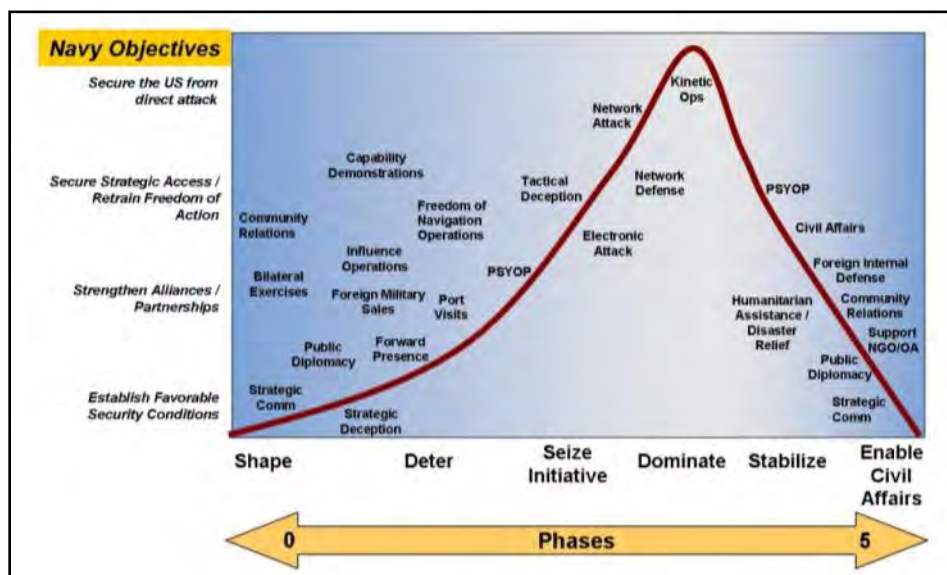 Navy Objectives
Secure the US from
direct attack
Secure Strategic Access /
Retrain Freedom of
Action
Strengthen Alliances /
Partnerships
Establish Favorable
Security Conditions
Kinetic
Ops
Network
Attack
Capability
Demonstrations
Tactical
Deception
Network
Defense
PSYOP
Community
Relations
Freedom of
Navigation
Operations
Civil Affairs
Electronic
Attack
Influence
Operations
PSYOP
Foreign Internal
Defense
Bilateral
Exercises
Foreign Military
Sales
Port
Visits
Humanitarian
Assistance /
Disaster
Relief
Community
Relations
Support
NGO/OA
Public
Diplomacy
Forward
Presence
Public
Diplomacy
Strategic
Comm
Strategic
Deception
Strategic
Comm
Shape
Deter
Seize
Initiative
Dominate
Stabilize
Enable
Civil
Affairs
0
Phases
5